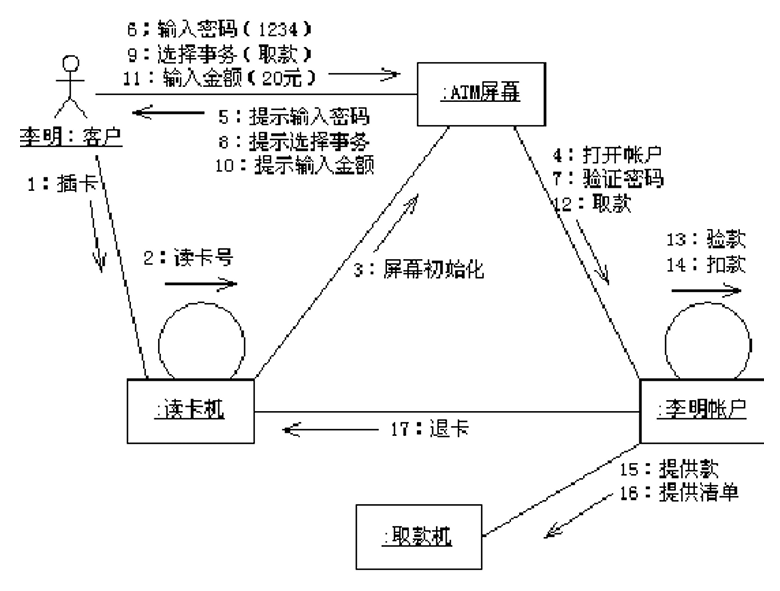 6；输入密码(1234)
9：选择事务(取款)
11：输入金额(20元)
:ATM屏幕
5：提示输入密码
8：提示选择事务
10：提示输入金额
李明：客户
1：插卡
4：打开帐户
7：验证密码
12：取款
2：读卡号
3：屏幕初始化
13：验款
14：扣款
:读卡机
:李明帐户
17：退卡
15：提供款
16：提供清单
:取款机